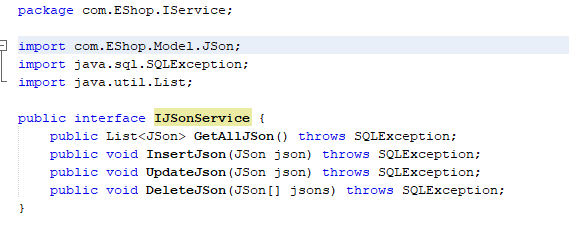 package com.EShop.IService;
import com.EShop.Model.JSon;
import java.sql.SQLException;
import java.util.List;
public interface IJSonService {
public List<JSon> GetAllJSon() throws SQLException;
public void InsertJson(JSon json) throws SQLException;
public void UpdateJson(JSon json) throws SQLException;
public void DeleteJSon(JSon[] jsons) throws SQLException;
}